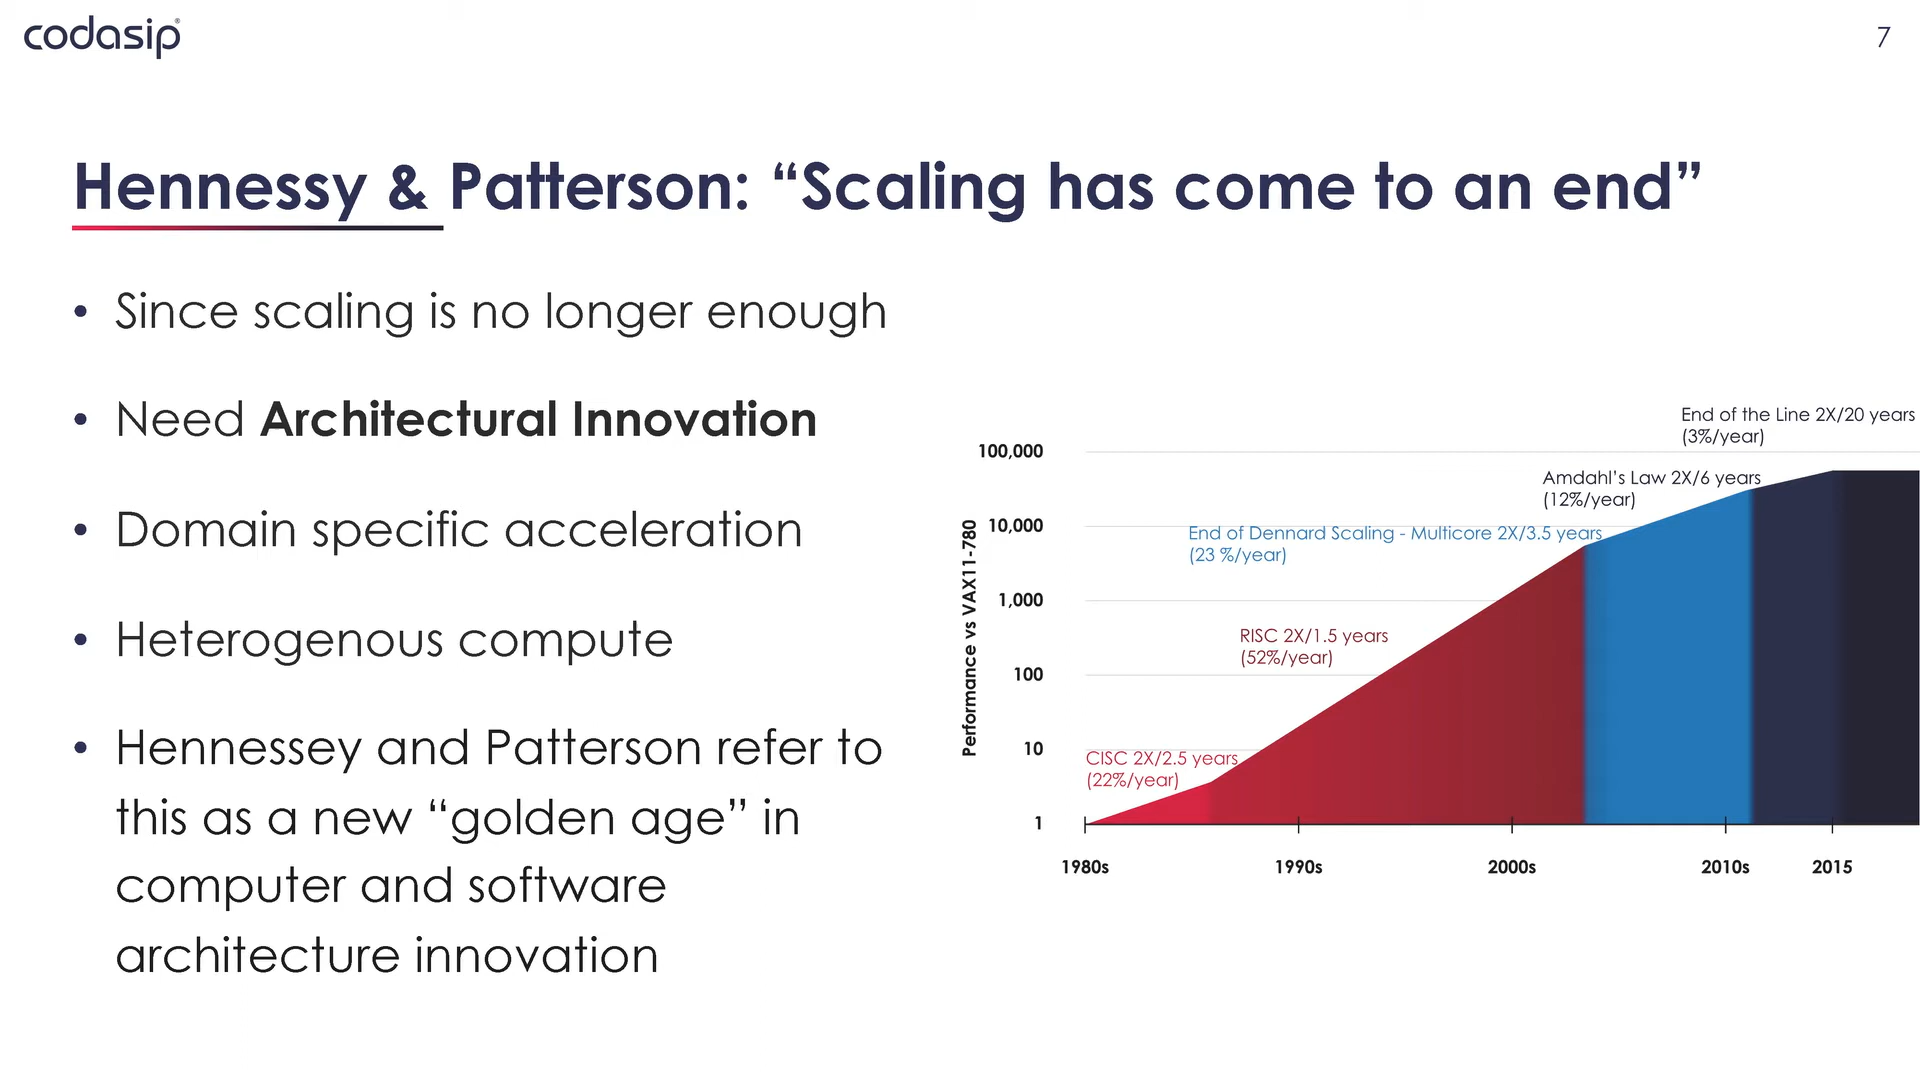 codasip
7
Hennessy & Patterson: “Scaling has come to an end”
• Since scaling is no longer enough
• Need Architectural Innovation
• Domain specific acceleration
• Heterogenous compute
• Hennessey and Patterson refer to
this as a new “golden age” in
computer and software
architecture innovation
End of the Line 2X/20 years
(3%/year)
Amdahl’s Law 2X/6 years
(12%/year)
End of Dennard Scaling - Multicore 2X/3.5 years
(23 %/year)
RISC 2X/1.5 years
(52%/year)
CISC 2X/2.5 years
(22%/year)
Performance vs VAX11-780
100,000
10,000
1,000
100
10
1
1980s
1990s
2000s
2010s
2015